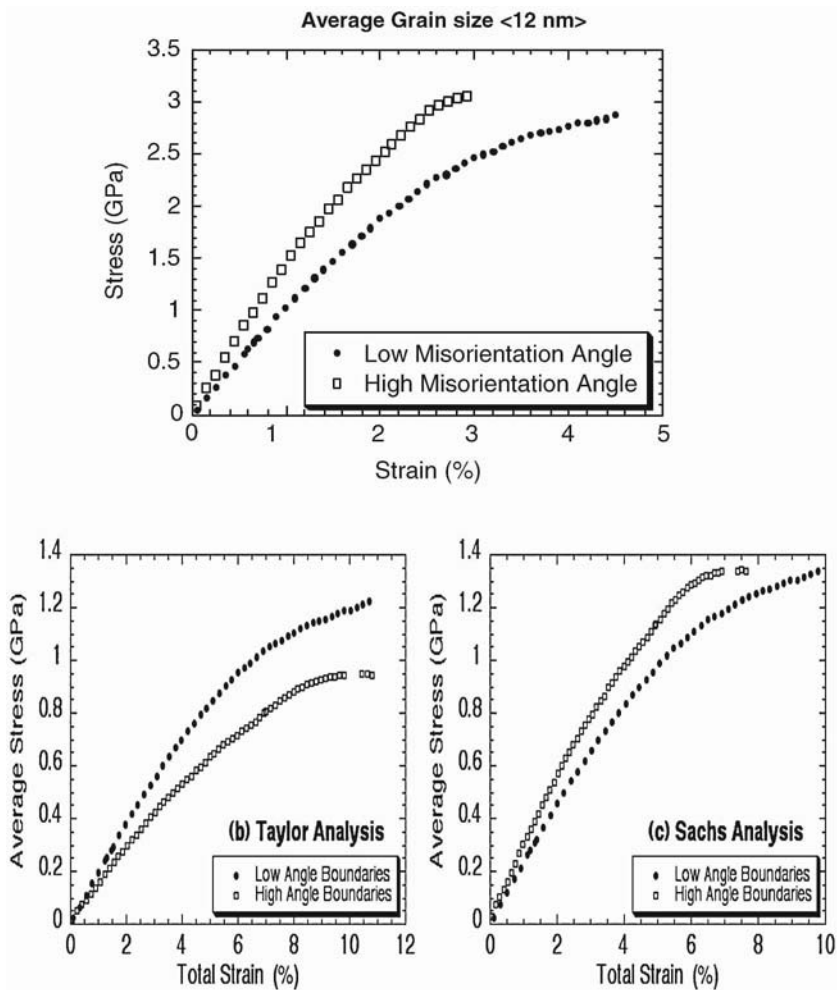 Average Grain size <12 nm>
Stress (GPa)
3.5
3
2.5
2
1.5
1
0.5
0
Low Misorientation Angle
High Misorientation Angle
0 1 2 3 4 5
Strain (%)
Average Stress (GPa)
1.4
1.2
1
0.8
0.6
0.4
0.2
0
(b) Taylor Analysis
Low Angle Boundaries
High Angle Boundaries
0 2 4 6 8 10 12
Total Strain (%)
Average Stress (GPa)
1.4
1.2
1
0.8
0.6
0.4
0.2
0
(c) Sachs Analysis
Low Angle Boundaries
High Angle Boundaries
0 2 4 6 8 10
Total Strain (%)